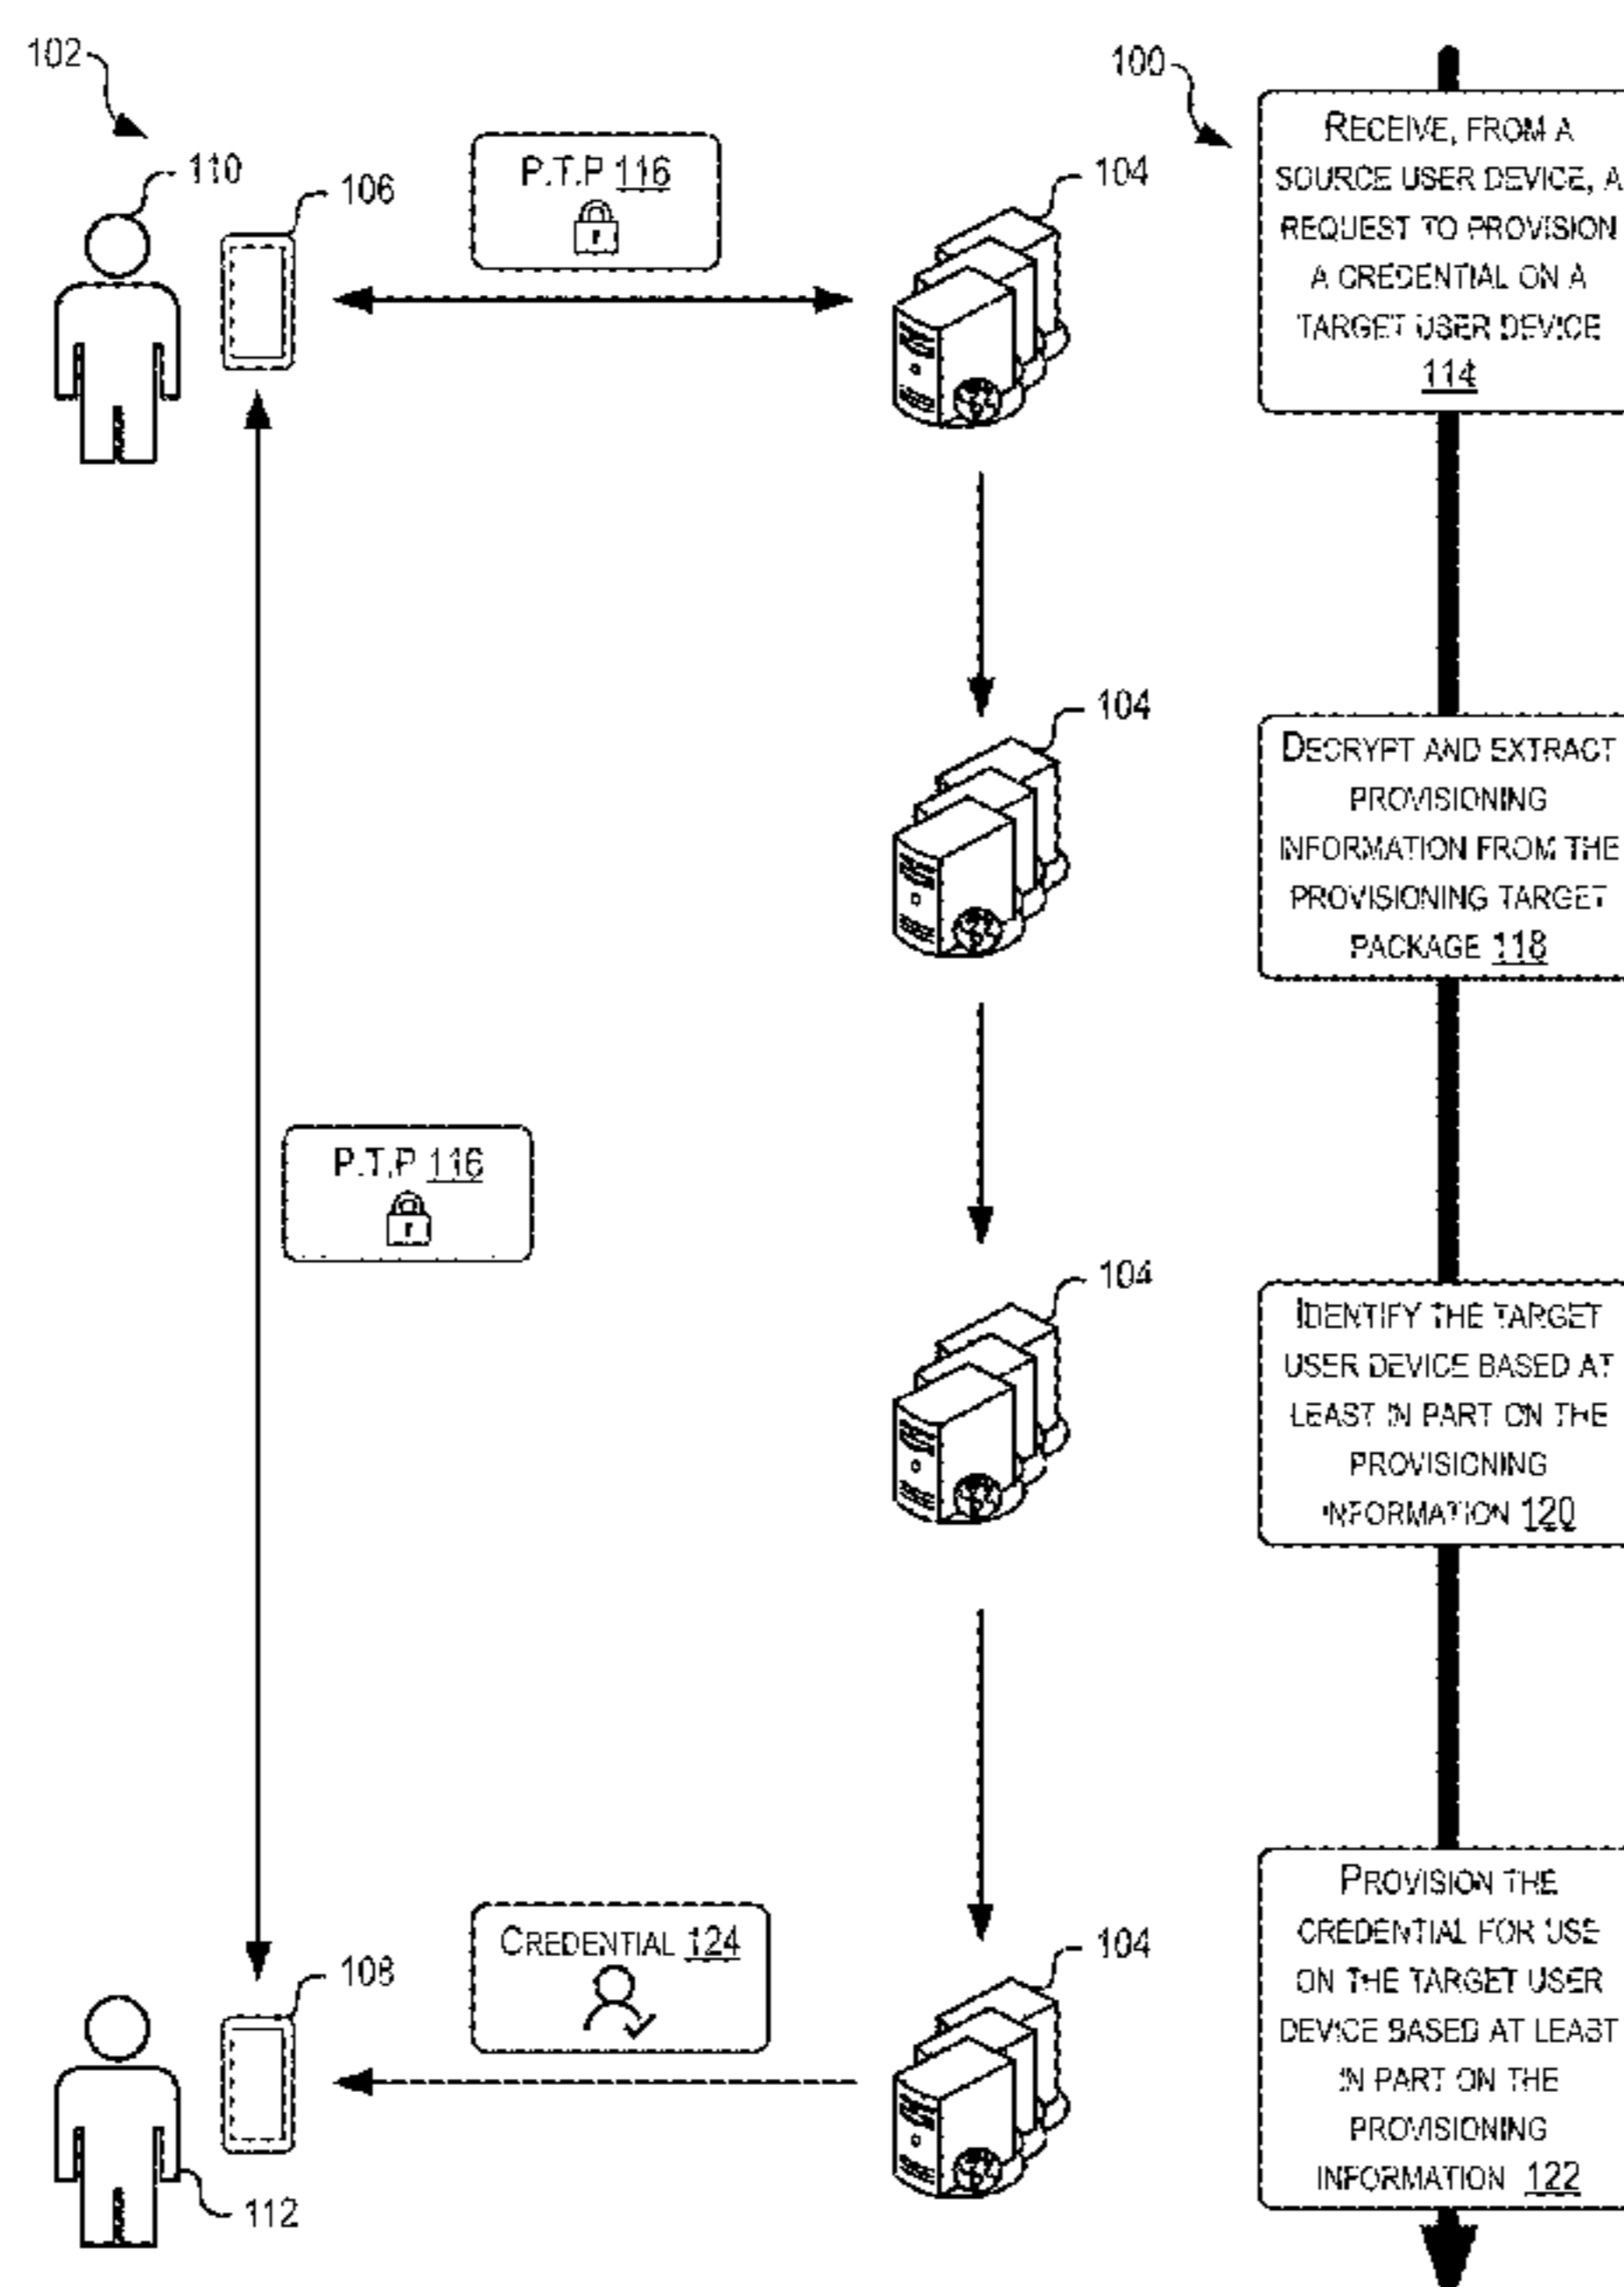 102
110
106
P.T.P 116
104
100
RECEIVE, FROM A
SOURCE USER DEVICE, A
REQUEST TO PROVISION
A CREDENTIAL ON A
TARGET USER DEVICE
114
104
DECRYPT AND EXTRACT
PROVISIONING
INFORMATION FROM THE
PROVISIONING TARGET
PACKAGE 118
P.T.P 116
104
IDENTIFY THE TARGET
USER DEVICE BASED AT
LEAST IN PART ON THE
PROVISIONING
INFORMATION 120
108
112
CREDENTIAL 124
104
PROVISION THE
CREDENTIAL FOR USE
ON THE TARGET USER
DEVICE BASED AT LEAST
IN PART ON THE
PROVISIONING
INFORMATION 122